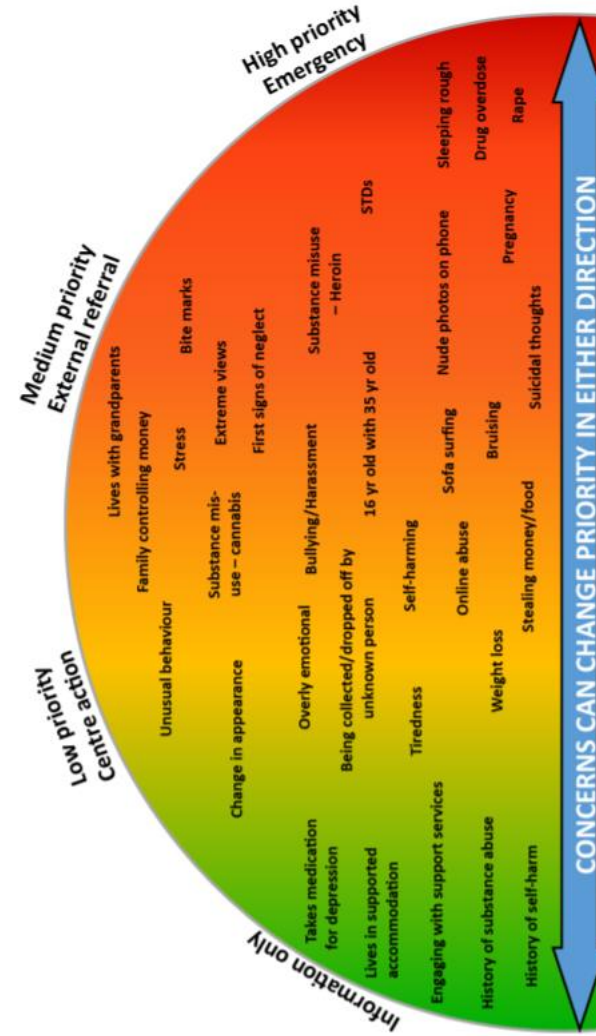 Information only
Low priority
Centre action
Medium priority
External referral
High priority
Emergency
Lives with grandparents
Family controlling money
Unusual behaviour
Stress
Bite marks
Substance mis-
use – cannabis
Extreme views
Change in appearance
First signs of neglect
Takes medication
for depression
Overly emotional
Bullying/Harassment
Substance misuse
– Heroin
Being collected/dropped off by
unknown person
Lives in supported
accommodation
16 yr old with 35 yr old
STDs
Tiredness
Self-harming
Engaging with support services
Online abuse
Sofa surfing
Nude photos on phone
Sleeping rough
History of substance abuse
Weight loss
Bruising
Pregnancy
Drug overdose
History of self-harm
Stealing money/food
Suicidal thoughts
Rape
CONCERNS CAN CHANGE PRIORITY IN EITHER DIRECTION